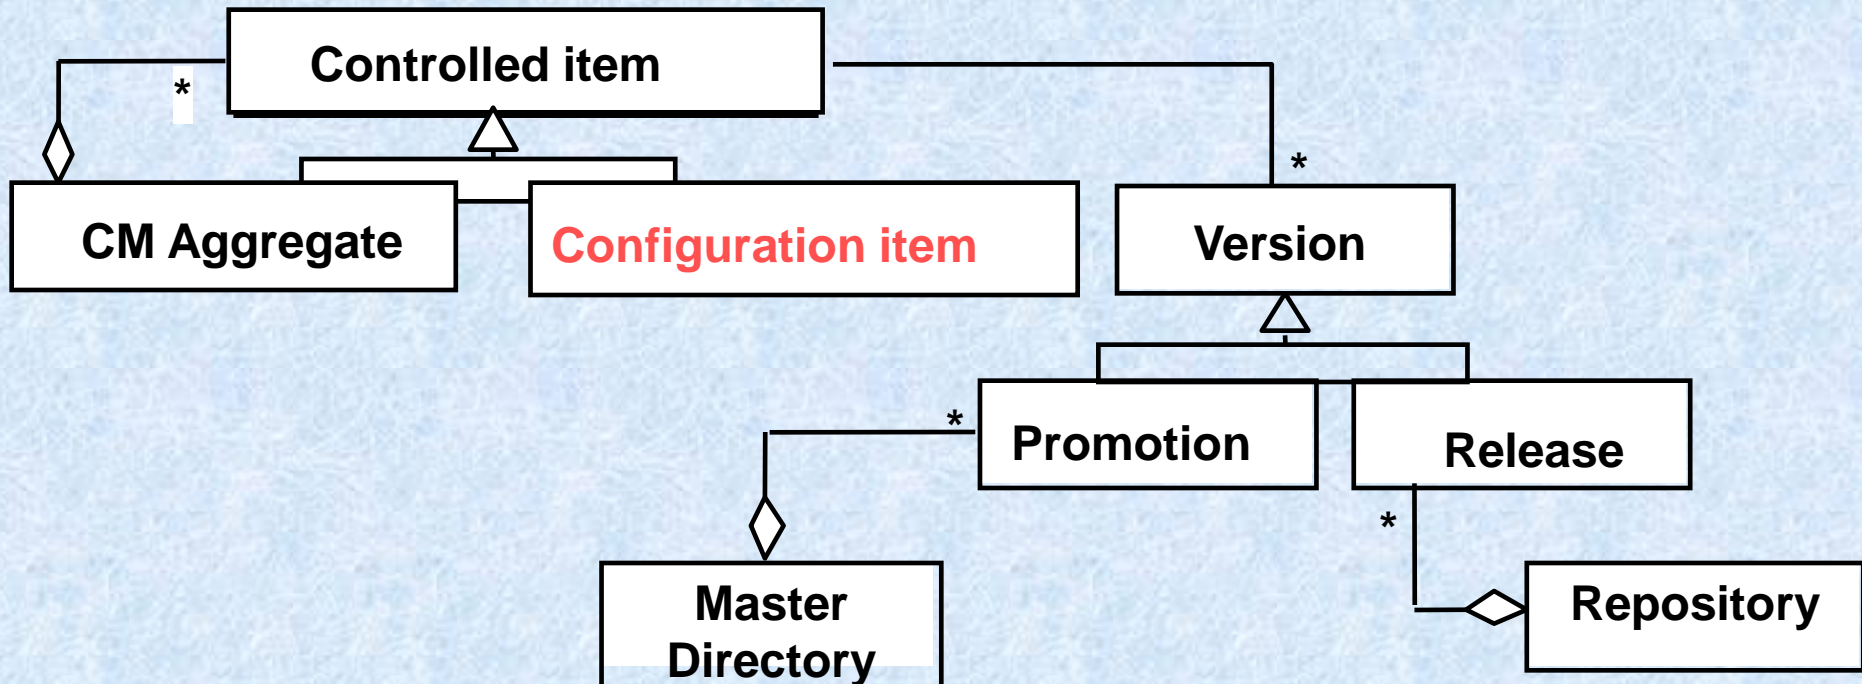 Controlled item
*
*
CM Aggregate
Configuration item
Version
*
Promotion
Release
*
Master
Directory
Repository